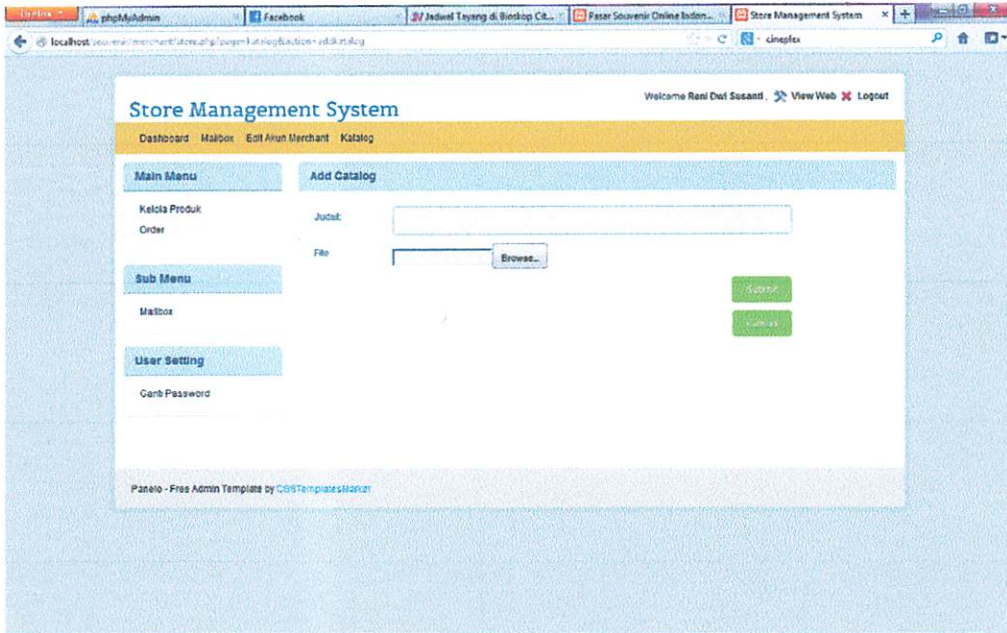 Firefox
phpMyAdmin
Facebook
Jadwal Tayang di Bioskop Cit...
Pasar Souvenir Online Indon...
Store Management System
localhost
cineplex
Welcome Reni Dwi Susanti, View Web Logout
Store Management System
Dashboard Mailbox Edit Akun Merchant Katalog
Main Menu
Add Catalog
Kelola Produk
Judul:
Order
File
Browse...
Sub Menu
Submit
Mailbox
User Setting
Ganti Password
Panelo - Free Admin Template by CSSTemplatesMarket